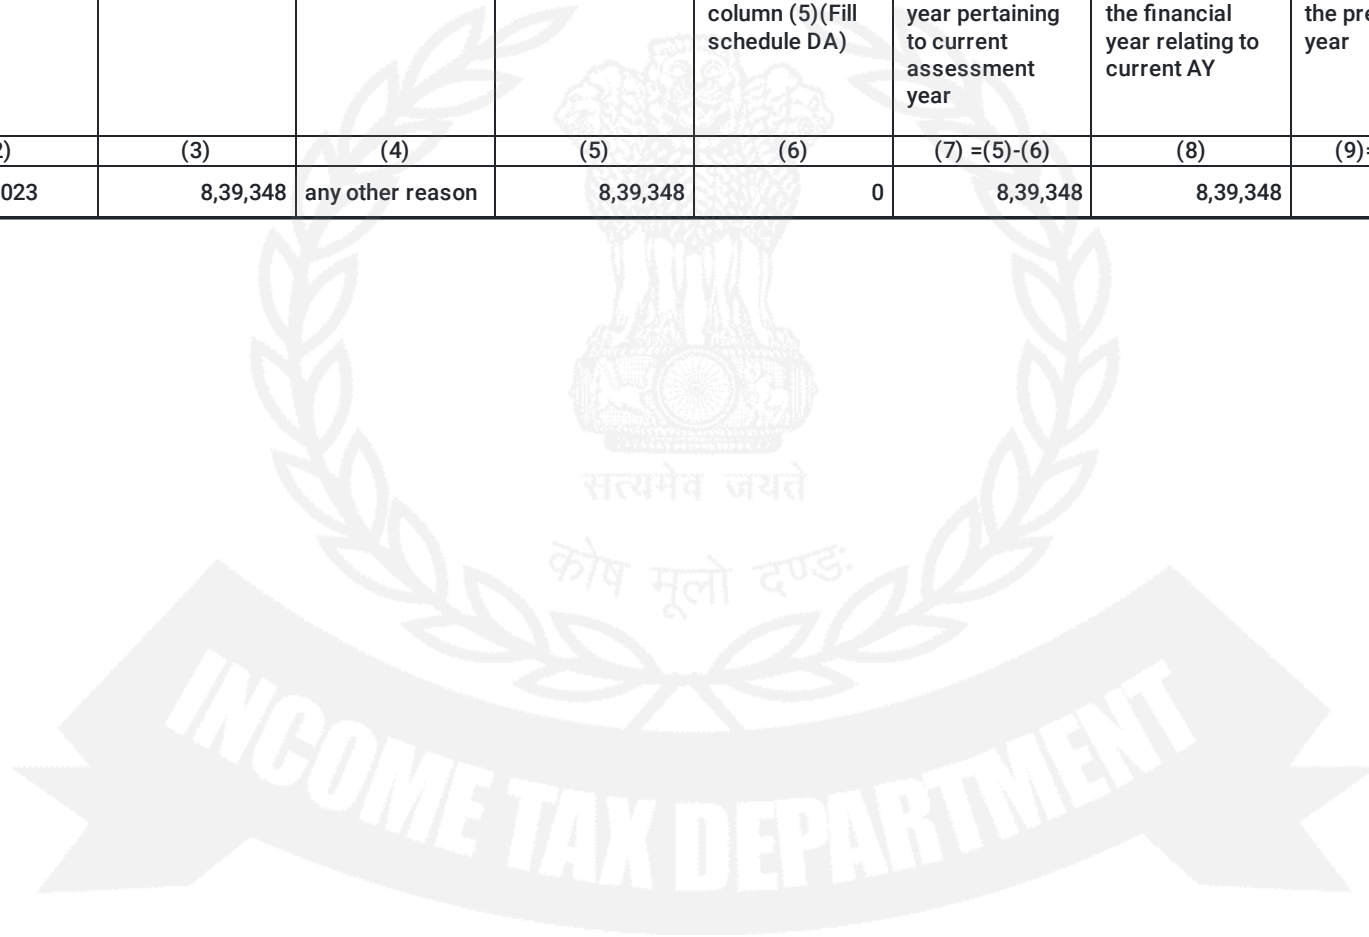 column (5)(Fill schedule DA)
year pertaining to current assessment year
the financial year relating to current AY
year
(3) (4) (5) (6) (7) =(5)-(6) (8)
8,39,348 any other reason 8,39,348 0 8,39,348 8,39,348
सत्यमेव जयते
कोष मूलो दण्डः
INCOME TAX DEPARTMENT